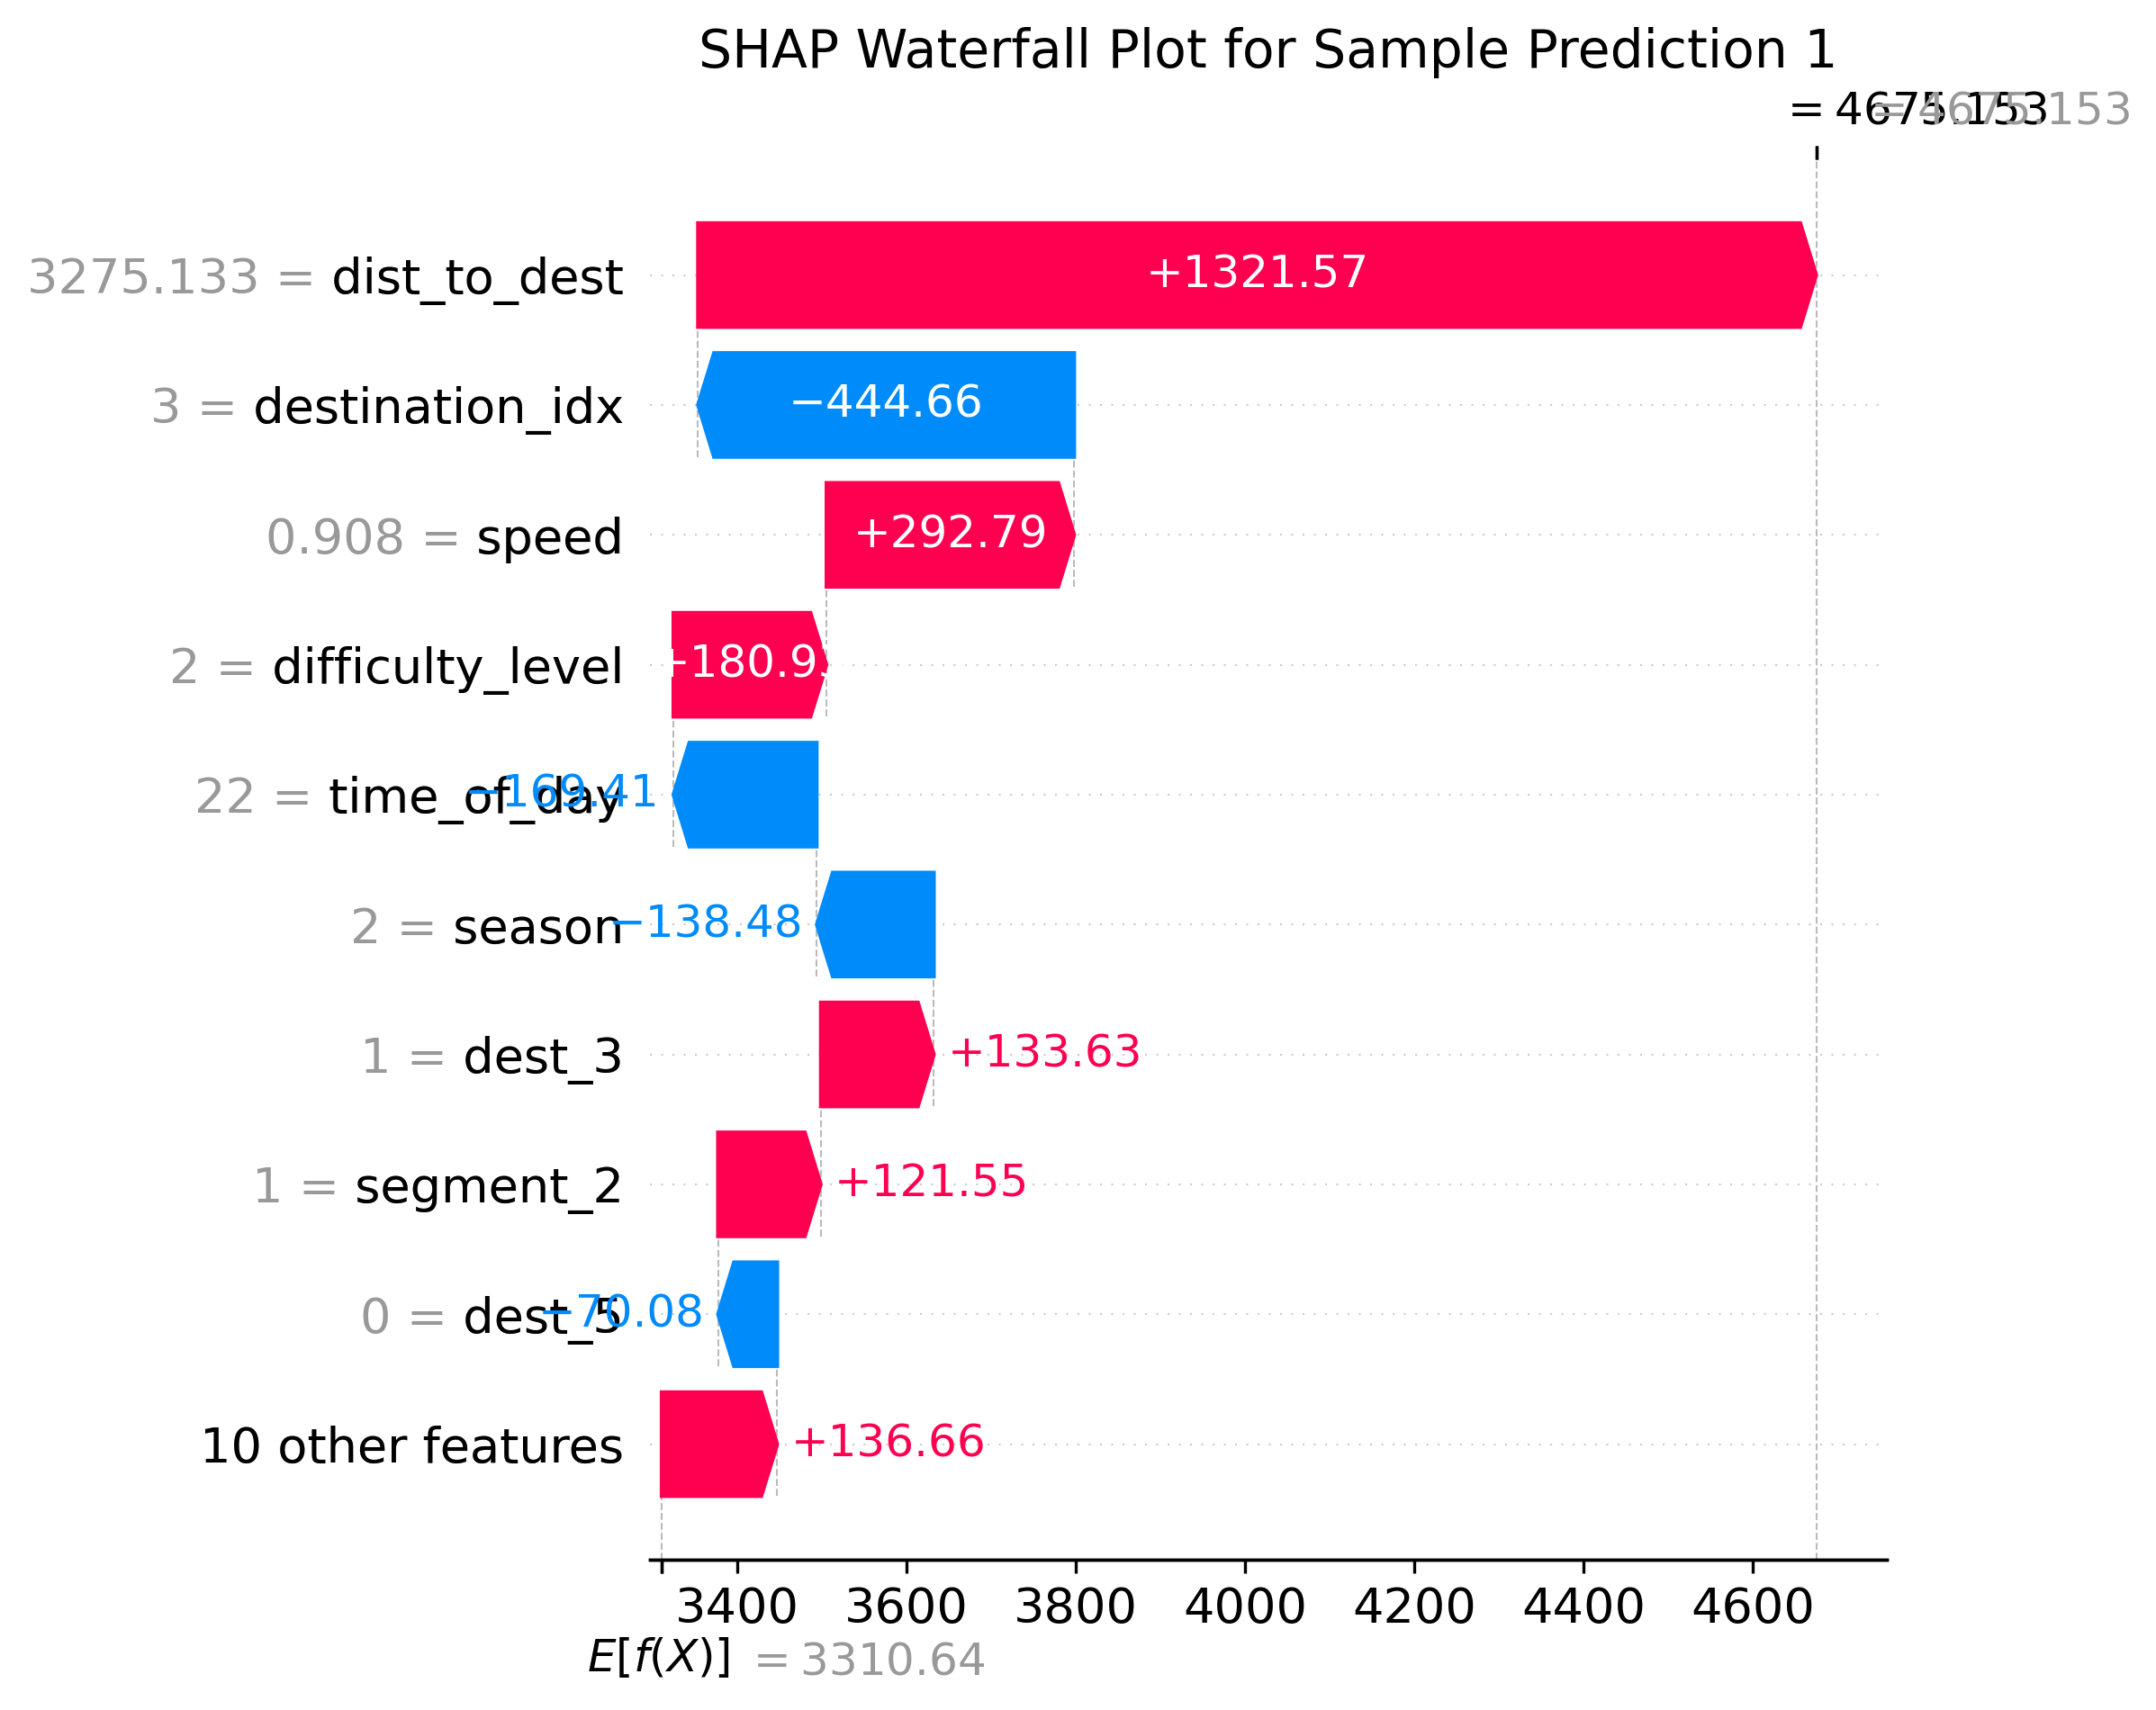 SHAP Waterfall Plot for Sample Prediction 1
= 4675.153
= 4675.153
3275.133 = dist_to_dest
+1321.57
3 = destination_idx
−444.66
0.908 = speed
+292.79
2 = difficulty_level
+180.9
22 = time_of_day
−169.41
2 = season
−138.48
1 = dest_3
+133.63
1 = segment_2
+121.55
0 = dest_5
−70.08
10 other features
+136.66
3400 3600 3800 4000 4200 4400 4600
E[f(X)] = 3310.64